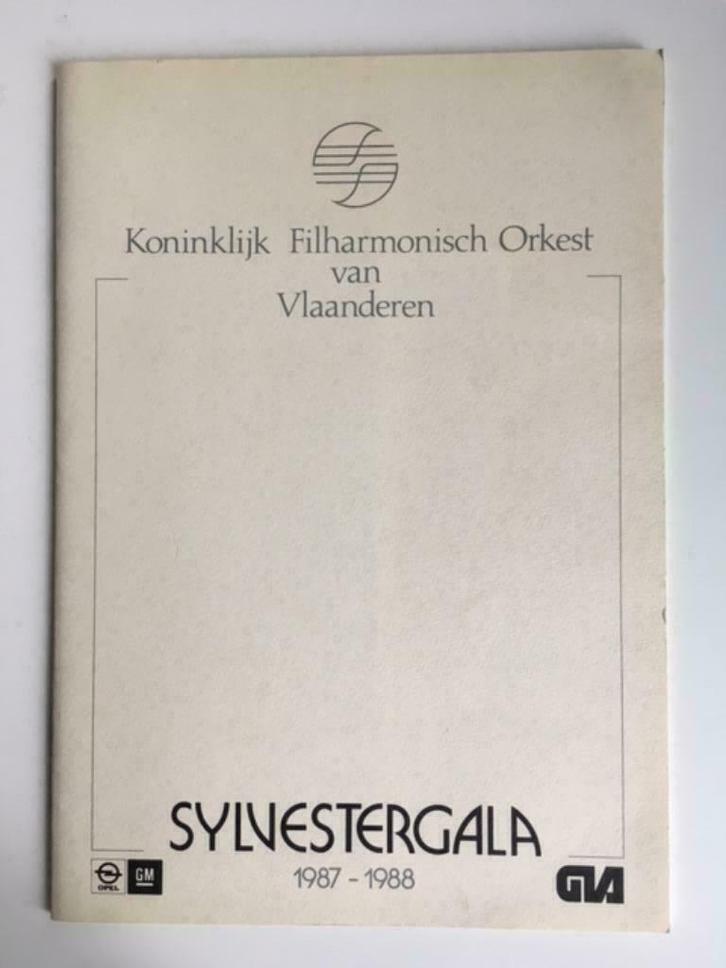 Koninklijk Filharmonisch Orkest
van
Vlaanderen
SYLVESTERGALA
1987 - 1988
OPEL
GM
GVA